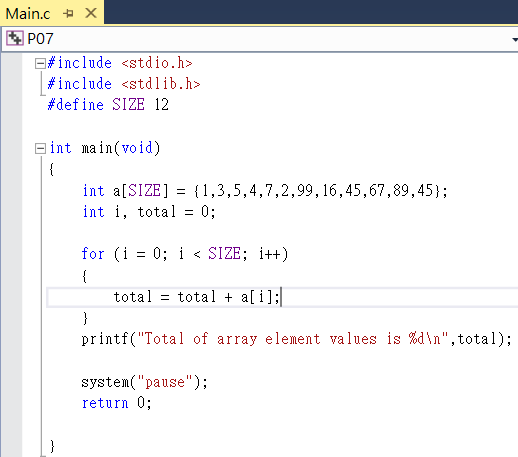 Main.c
P07
#include <stdio.h>
#include <stdlib.h>
#define SIZE 12
int main(void)
{
int a[SIZE] = {1,3,5,4,7,2,99,16,45,67,89,45};
int i, total = 0;
for (i = 0; i < SIZE; i++)
{
total = total + a[i];
}
printf("Total of array element values is %d\n",total);
system("pause");
return 0;
}